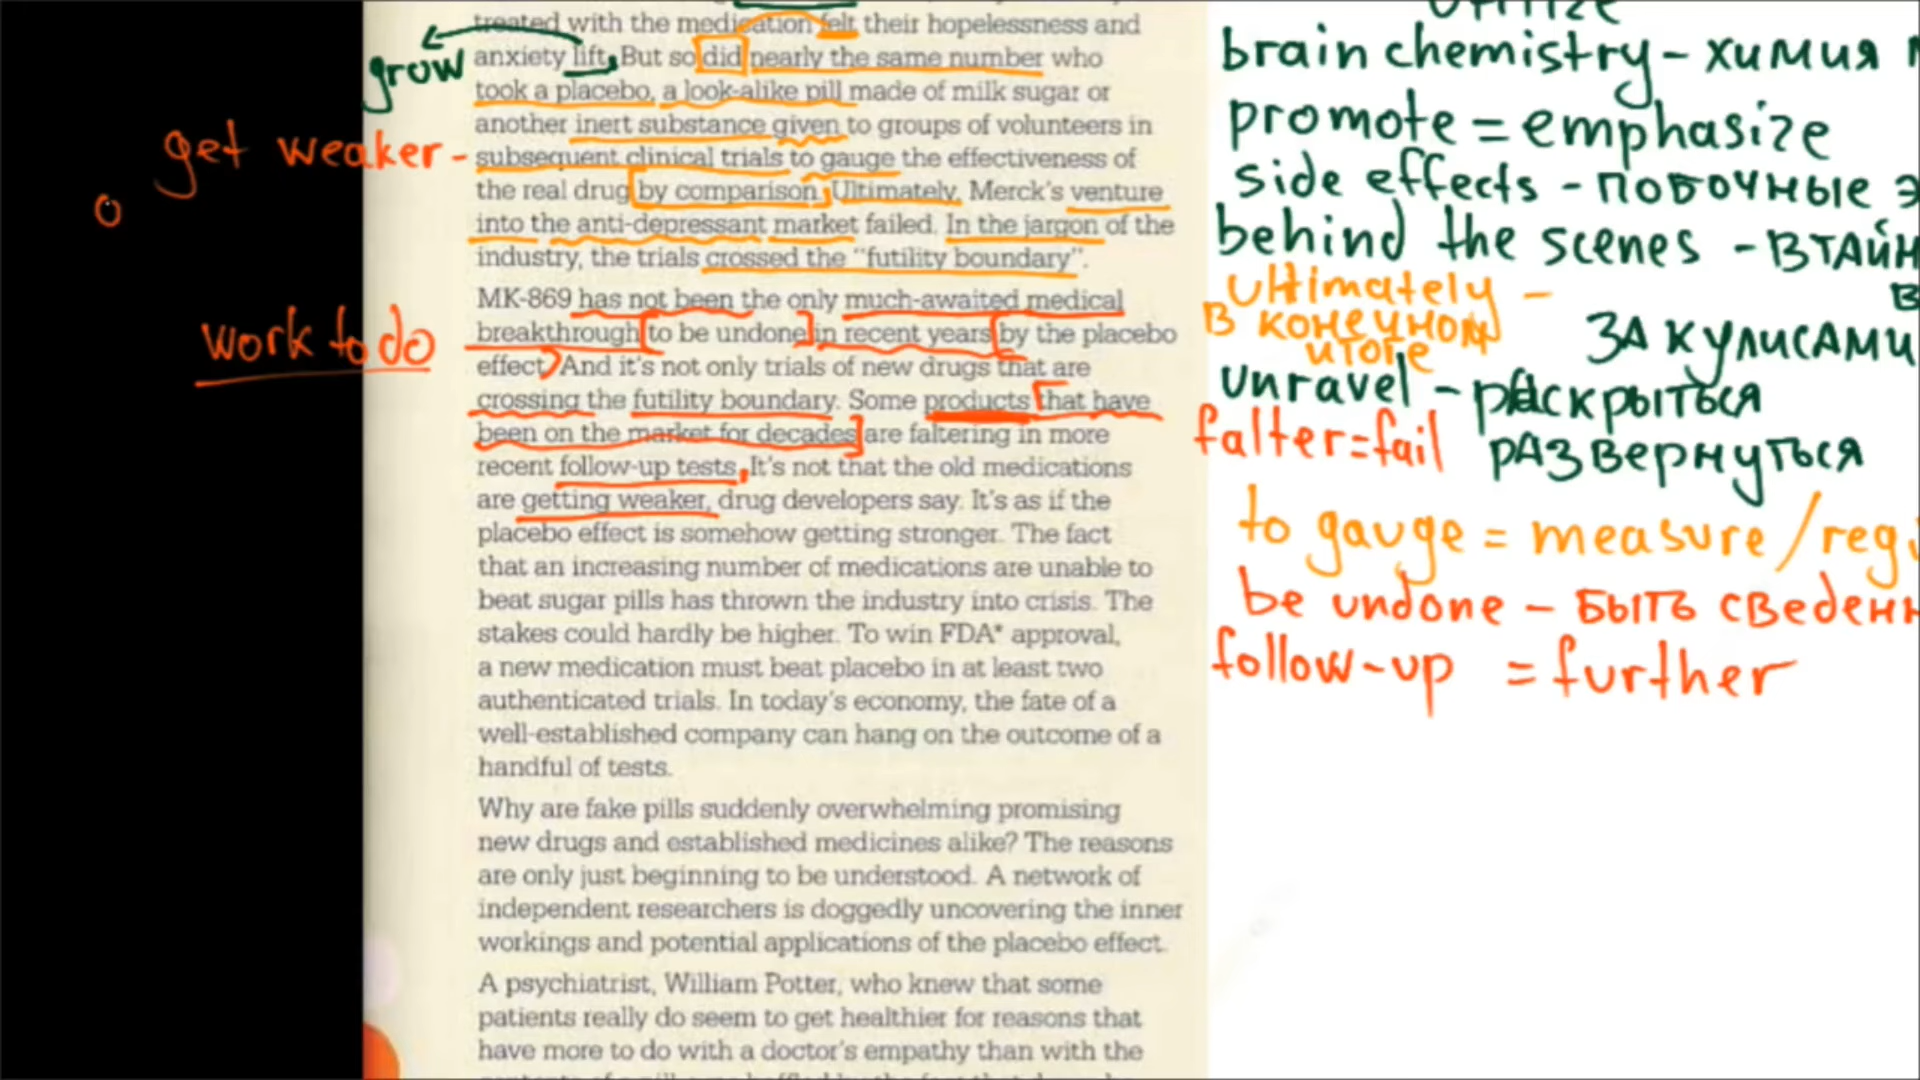 treated with the medication felt their hopelessness and
anxiety lift. But so did nearly the same number who
took a placebo, a look-alike pill made of milk sugar or
another inert substance given to groups of volunteers in
subsequent clinical trials to gauge the effectiveness of
the real drug by comparison. Ultimately, Merck's venture
into the anti-depressant market failed. In the jargon of the
industry, the trials crossed the "futility boundary".
MK-869 has not been the only much-awaited medical
breakthrough to be undone in recent years by the placebo
effect. And it's not only trials of new drugs that are
crossing the futility boundary. Some products that have
been on the market for decades are faltering in more
recent follow-up tests. It's not that the old medications
are getting weaker, drug developers say. It's as if the
placebo effect is somehow getting stronger. The fact
that an increasing number of medications are unable to
beat sugar pills has thrown the industry into crisis. The
stakes could hardly be higher. To win FDA* approval,
a new medication must beat placebo in at least two
authenticated trials. In today's economy, the fate of a
well-established company can hang on the outcome of a
handful of tests.
Why are fake pills suddenly overwhelming promising
new drugs and established medicines alike? The reasons
are only just beginning to be understood. A network of
independent researchers is doggedly uncovering the inner
workings and potential applications of the placebo effect.
A psychiatrist, William Potter, who knew that some
patients really do seem to get healthier for reasons that
have more to do with a doctor's empathy than with the
grow
get weaker -
o
work to do
brain chemistry - химия
promote = emphasize
side effects - побочные
behind the scenes -
ultimately -
в конечном
итоге
За кулисами
unravel - раскрыться
развернуться
falter = fail
to gauge = measure /
be undone - быть
follow-up = further